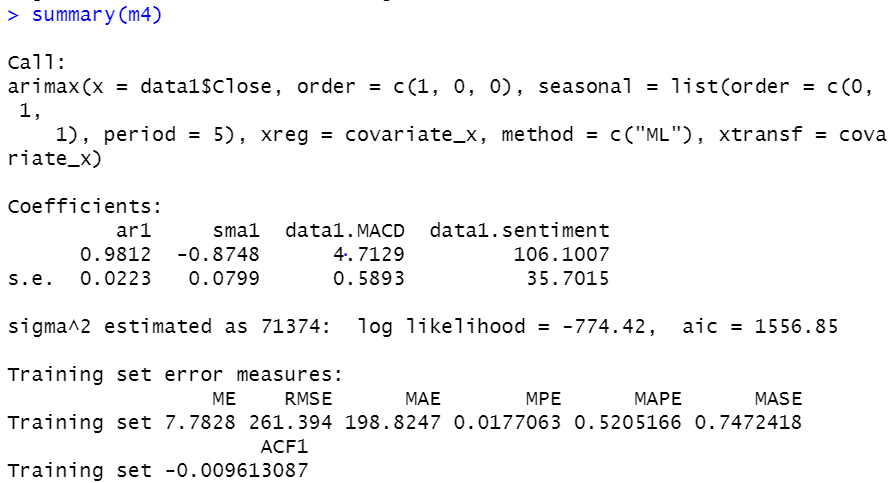 > summary(m4)
Call:
arimax(x = data1$Close, order = c(1, 0, 0), seasonal = list(order = c(0,
 1,
    1), period = 5), xreg = covariate_x, method = c("ML"), xtransf = cova
riate_x)
Coefficients:
         ar1     sma1  data1.MACD  data1.sentiment
      0.9812  -0.8748      4.7129         106.1007
s.e.  0.0223   0.0799      0.5893          35.7015
sigma^2 estimated as 71374:  log likelihood = -774.42,  aic = 1556.85
Training set error measures:
                 ME    RMSE      MAE       MPE      MAPE      MASE
Training set 7.7828 261.394 198.8247 0.0177063 0.5205166 0.7472418
                     ACF1
Training set -0.009613087